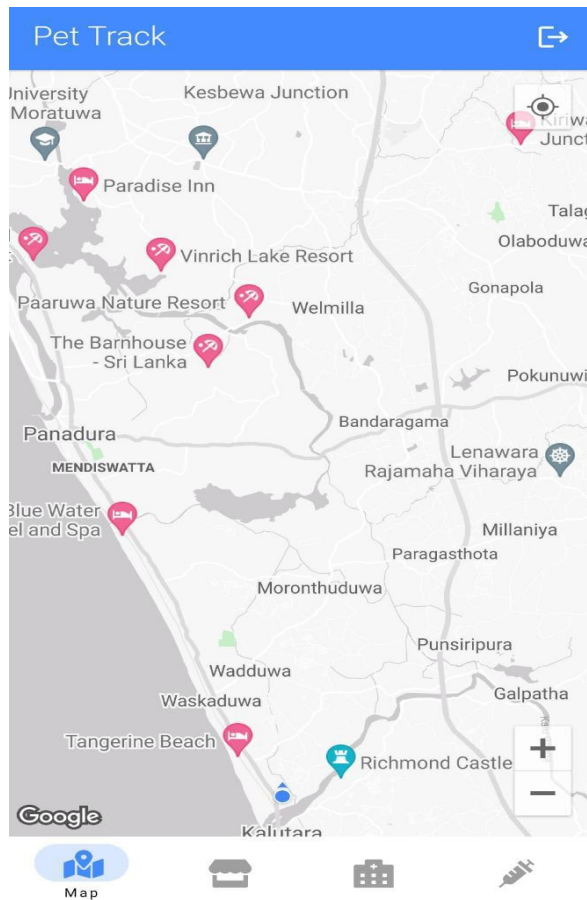 Pet Track
University
Moratuwa
Kesbewa Junction
Junct
Paradise Inn
Talag
Olaboduwa
Vinrich Lake Resort
Gonapola
Paaruwa Nature Resort
Welmilla
The Barnhouse
- Sri Lanka
Pokunuwi
Panadura
Bandaragama
MENDISWATTA
Lenawara
Rajamaha Viharaya
Blue Water
el and Spa
Millaniya
Paragasthota
Moronthuduwa
Punsiripura
Wadduwa
Galpatha
Waskaduwa
Tangerine Beach
Richmond Castle
Google
Kalutara
Map